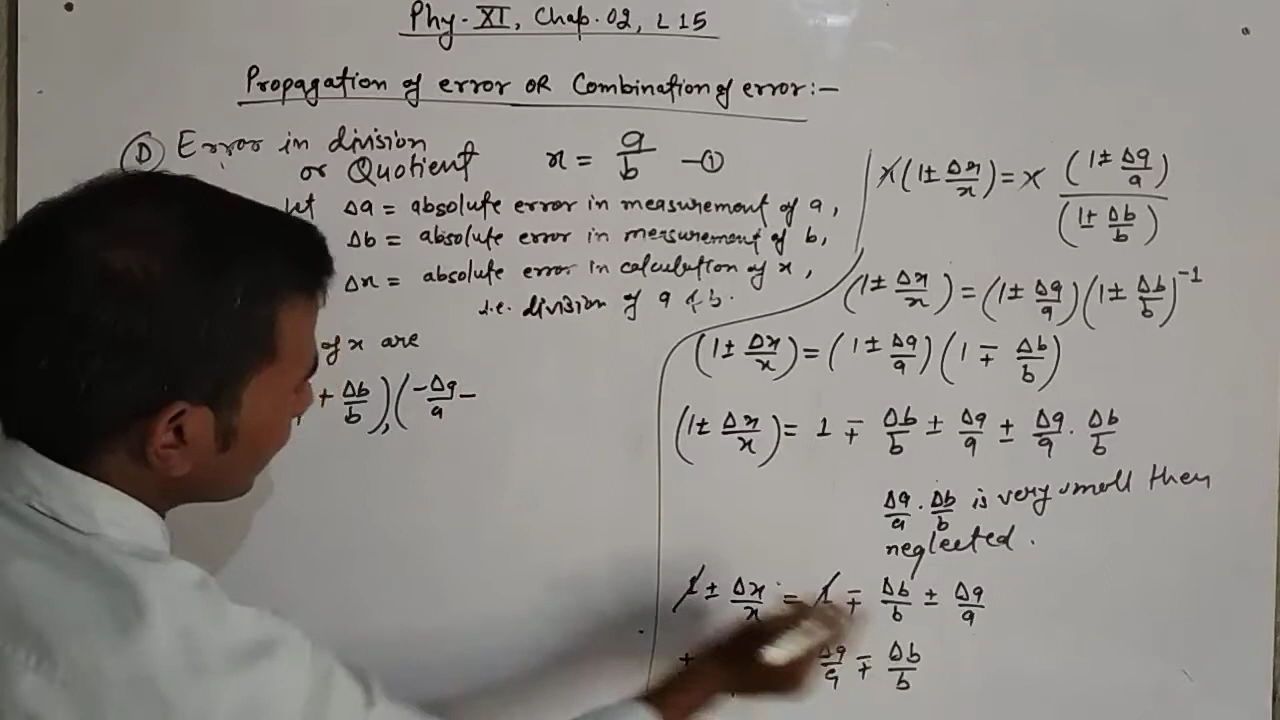 Phy-XI, Chap.02, L 15
Propagation of error OR Combination of error:-
(D) Error in division
or Quotient
x = a/b -①
Δa = absolute error in measurement of a,
Δb = absolute error in mersurement of b,
Δx = absolute error in calculation of x,
i.e. division of a & b.
of x are
+ Δb/b),(-Δa/a -
x(1± Δx/x) = x (1± Δa/a)/(1± Δb/b)
(1± Δx/x) = (1± Δa/a)(1± Δb/b)⁻¹
(1± Δx/x) = (1± Δa/a)(1∓ Δb/b)
(1± Δx/x) = 1 ∓ Δb/b ± Δa/a ± Δa/a . Δb/b
Δa/a . Δb/b is very small then
neglected.
1 ± Δx/x = 1 ∓ Δb/b ± Δa/a
Δa/a ∓ Δb/b